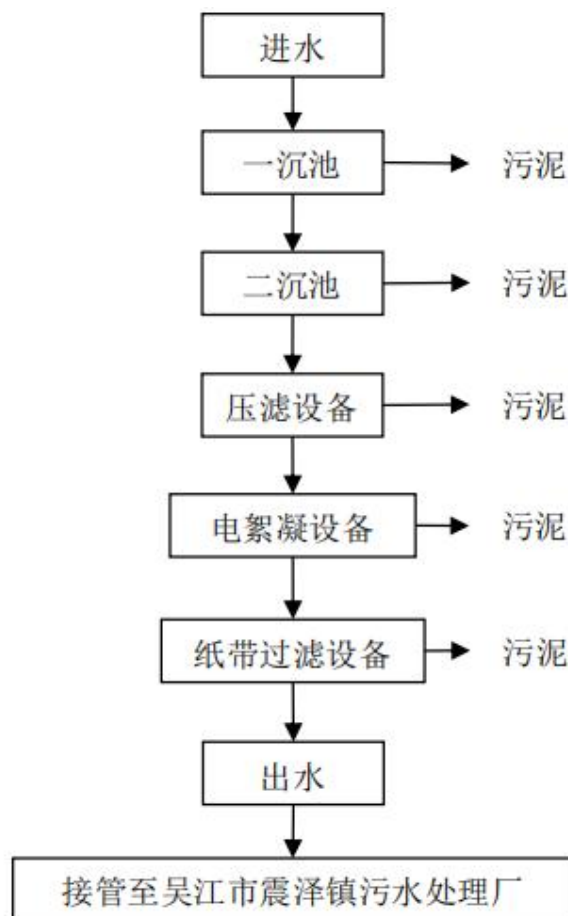 进水
一沉池 污泥
二沉池 污泥
压滤设备 污泥
电絮凝设备 污泥
纸带过滤设备 污泥
出水
接管至吴江市震泽镇污水处理厂